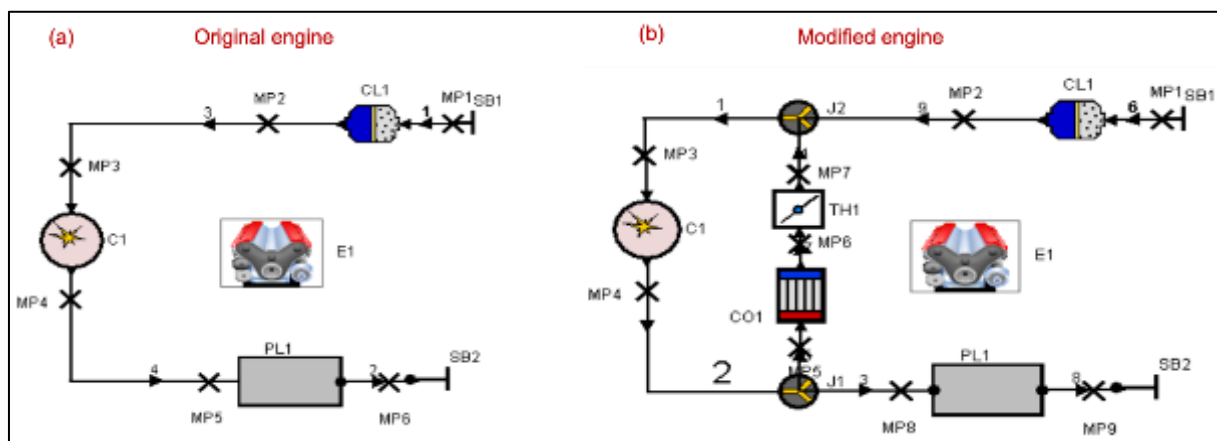 (a) Original engine
CL1
3 MP2 1 MP1 SB1
MP3
C1
E1
MP4
PL1
4 2 SB2
MP5 MP6
(b) Modified engine
CL1
1 J2 9 MP2 6 MP1 SB1
MP3 MP7
TH1
C1 MP6
E1
MP4
CO1
PL1
2 MP5 J1 3 8 SB2
MP8 MP9